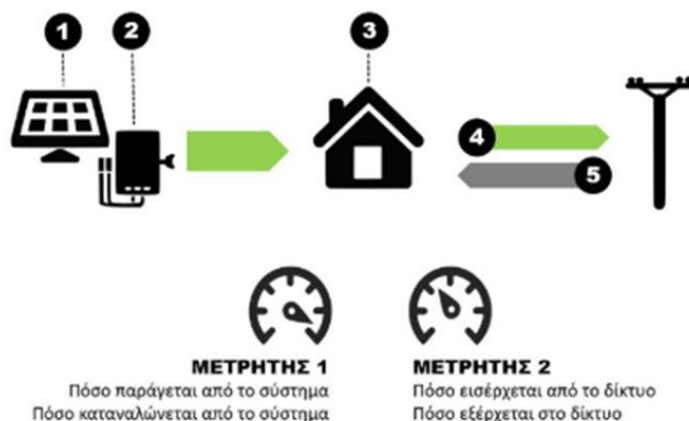 1
2
3
4
5
ΜΕΤΡΗΤΗΣ 1
Πόσο παράγεται από το σύστημα
Πόσο καταναλώνεται από το σύστημα
ΜΕΤΡΗΤΗΣ 2
Πόσο εισέρχεται από το δίκτυο
Πόσο εξέρχεται στο δίκτυο